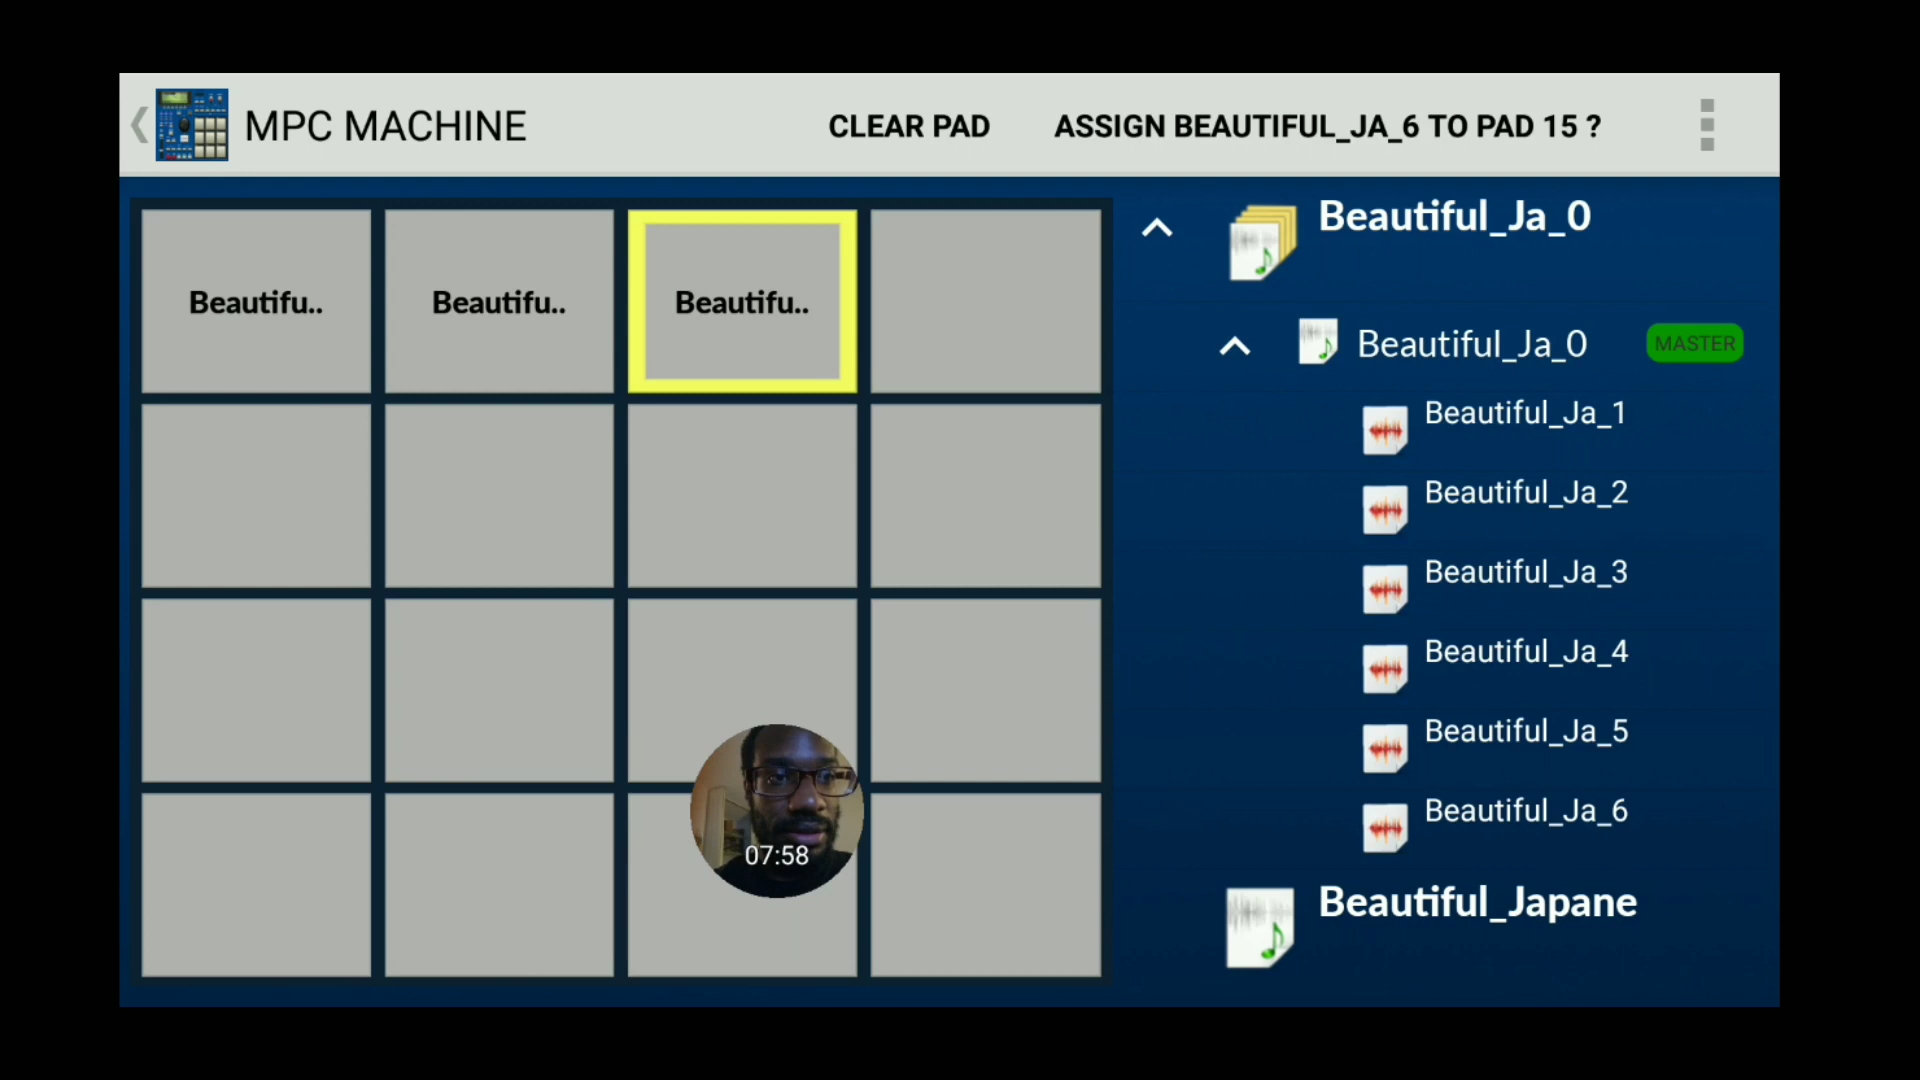 MPC MACHINE
CLEAR PAD
ASSIGN BEAUTIFUL_JA_6 TO PAD 15 ?
Beautifu..
Beautifu..
Beautifu..
Beautiful_Ja_0
Beautiful_Ja_0
MASTER
Beautiful_Ja_1
Beautiful_Ja_2
Beautiful_Ja_3
Beautiful_Ja_4
Beautiful_Ja_5
Beautiful_Ja_6
Beautiful_Japane
07:58